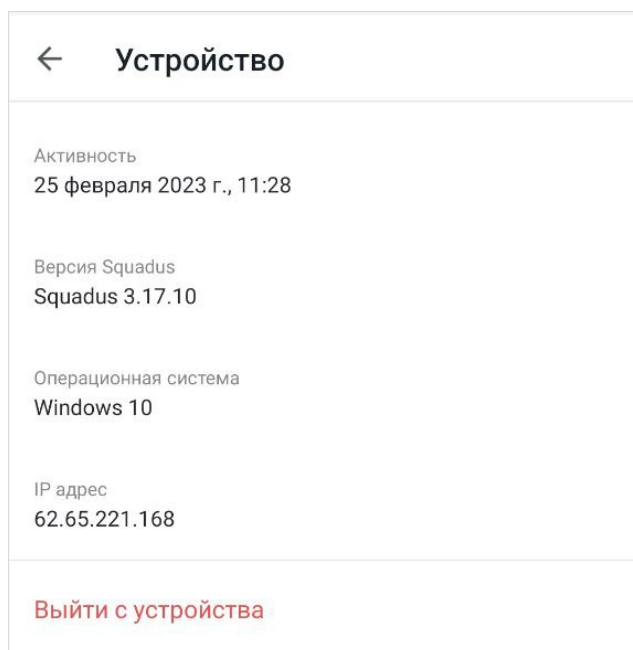 Устройство
Активность
25 февраля 2023 г., 11:28
Версия Squadus
Squadus 3.17.10
Операционная система
Windows 10
IP адрес
62.65.221.168
Выйти с устройства